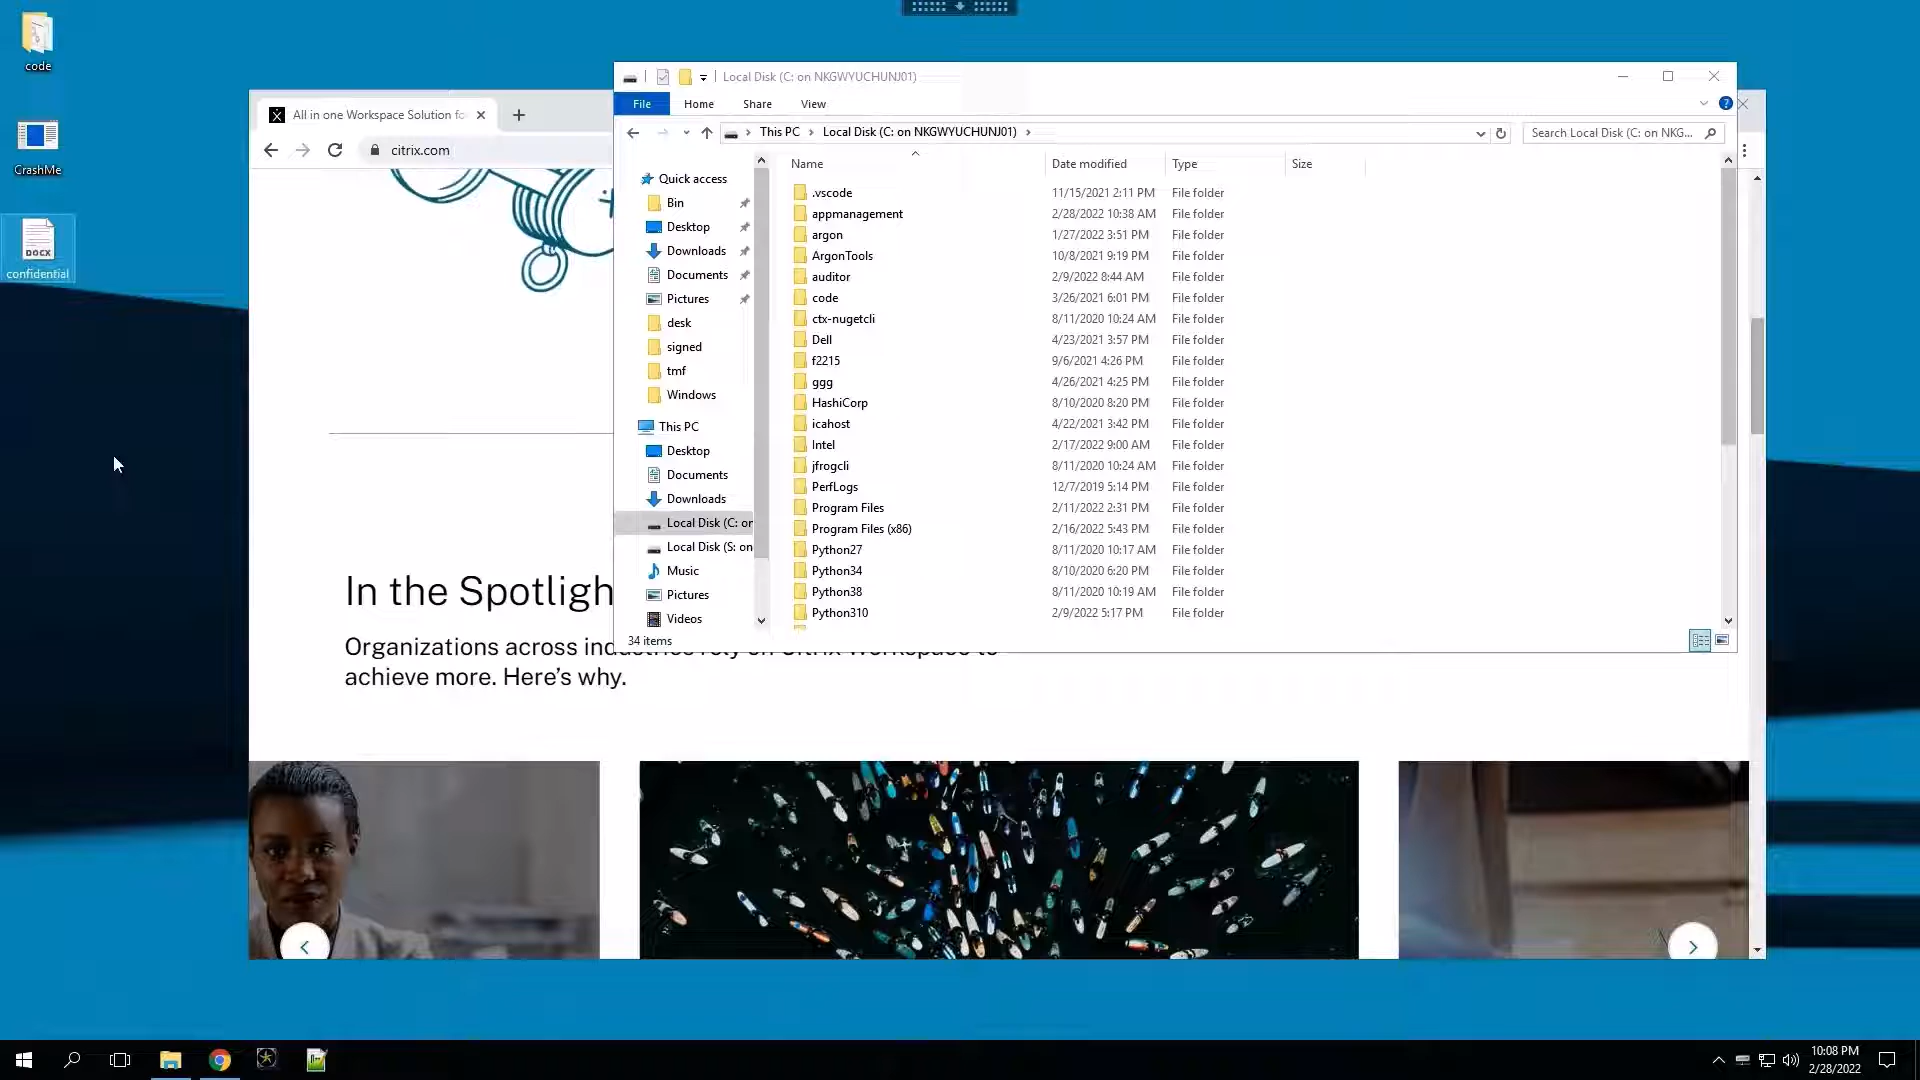 code
CrashMe
DOCX
confidential
All in one Workspace Solution fo
citrix.com
Local Disk (C: on NKGWYUCHUNJ01)
File Home Share View
This PC Local Disk (C: on NKGWYUCHUNJ01)
Search Local Disk (C: on NKG...
Quick access
Bin
Desktop
Downloads
Documents
Pictures
desk
signed
tmf
Windows
This PC
Desktop
Documents
Downloads
Local Disk (C: or
Local Disk (S: on
Music
Pictures
Videos
Name Date modified Type Size
.vscode 11/15/2021 2:11 PM File folder
appmanagement 2/28/2022 10:38 AM File folder
argon 1/27/2022 3:51 PM File folder
ArgonTools 10/8/2021 9:19 PM File folder
auditor 2/9/2022 8:44 AM File folder
code 3/26/2021 6:01 PM File folder
ctx-nugetcli 8/11/2020 10:24 AM File folder
Dell 4/23/2021 3:57 PM File folder
f2215 9/6/2021 4:26 PM File folder
ggg 4/26/2021 4:25 PM File folder
HashiCorp 8/10/2020 8:20 PM File folder
icahost 4/22/2021 3:42 PM File folder
Intel 2/17/2022 9:00 AM File folder
jfrogcli 8/11/2020 10:24 AM File folder
PerfLogs 12/7/2019 5:14 PM File folder
Program Files 2/11/2022 2:31 PM File folder
Program Files (x86) 2/16/2022 5:43 PM File folder
Python27 8/11/2020 10:17 AM File folder
Python34 8/10/2020 6:20 PM File folder
Python38 8/11/2020 10:19 AM File folder
Python310 2/9/2022 5:17 PM File folder
34 items
In the Spotligh
Organizations across industries rely on Citrix Workspace to
achieve more. Here's why.
10:08 PM
2/28/2022